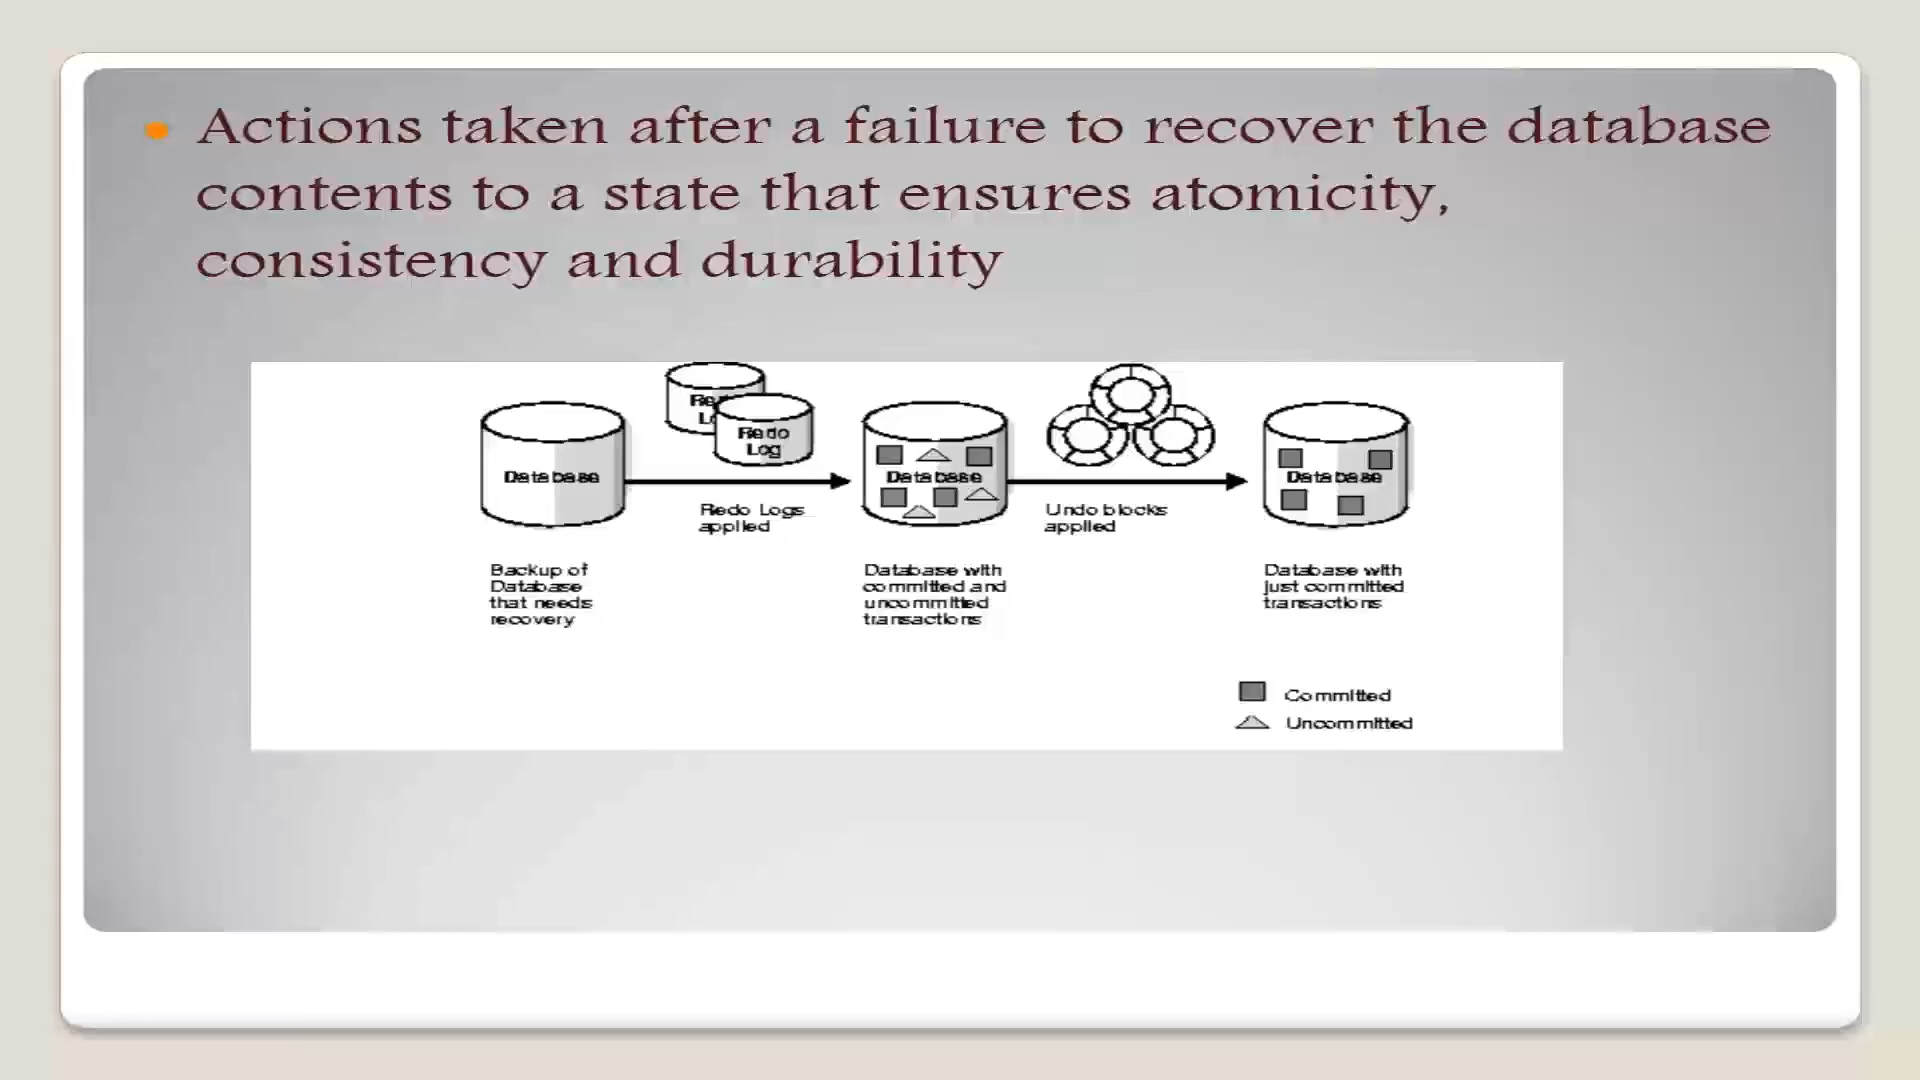 Actions taken after a failure to recover the database
contents to a state that ensures atomicity,
consistency and durability
Redo
Log
Database
Database
Database
Redo Logs
applied
Undo blocks
applied
Backup of
Database
that needs
recovery
Database with
committed and
uncommitted
transactions
Database with
just committed
transactions
Committed
Uncommitted